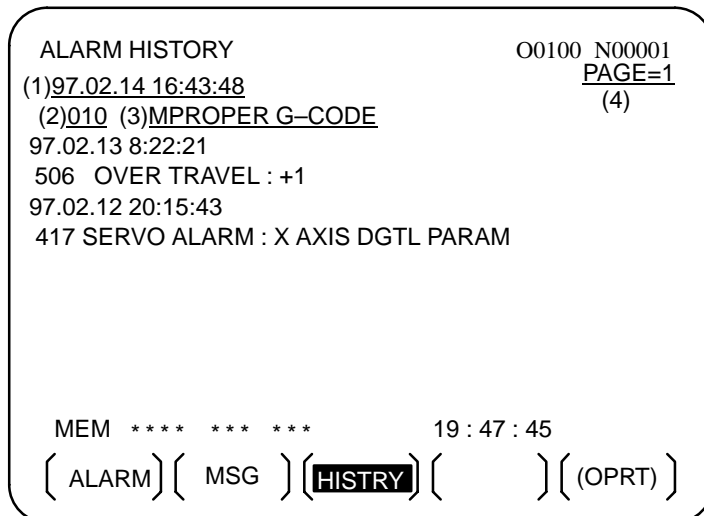 ALARM HISTORY O0100 N00001
(1)97.02.14 16:43:48 PAGE=1
(2)010 (3)MPROPER G–CODE (4)
97.02.13 8:22:21
506 OVER TRAVEL : +1
97.02.12 20:15:43
417 SERVO ALARM : X AXIS DGTL PARAM
MEM **** *** *** 19 : 47 : 45
[ ALARM ] [ MSG ] [ HISTRY ] [ ] [ (OPRT) ]